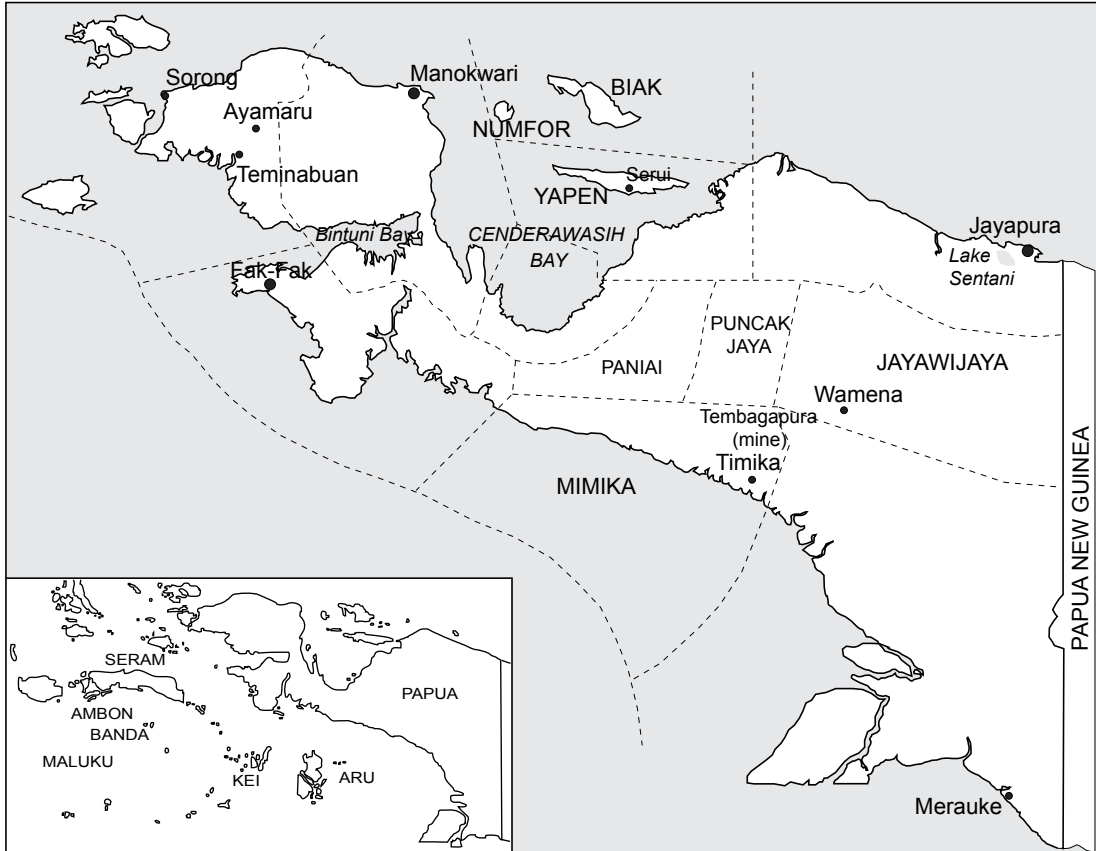 Manokwari
Sorong
BIAK
Ayamaru
NUMFOR
Teminabuan
Serui
YAPEN
Bintuni Bay
CENDERAWASIH
BAY
Jayapura
Lake
Sentani
Fak-Fak
PUNCAK
JAYA
PANIAI
JAYAWIJAYA
Wamena
Tembagapura
(mine)
Timika
MIMIKA
PAPUA NEW GUINEA
SERAM
PAPUA
AMBON
BANDA
MALUKU
KEI
ARU
Merauke